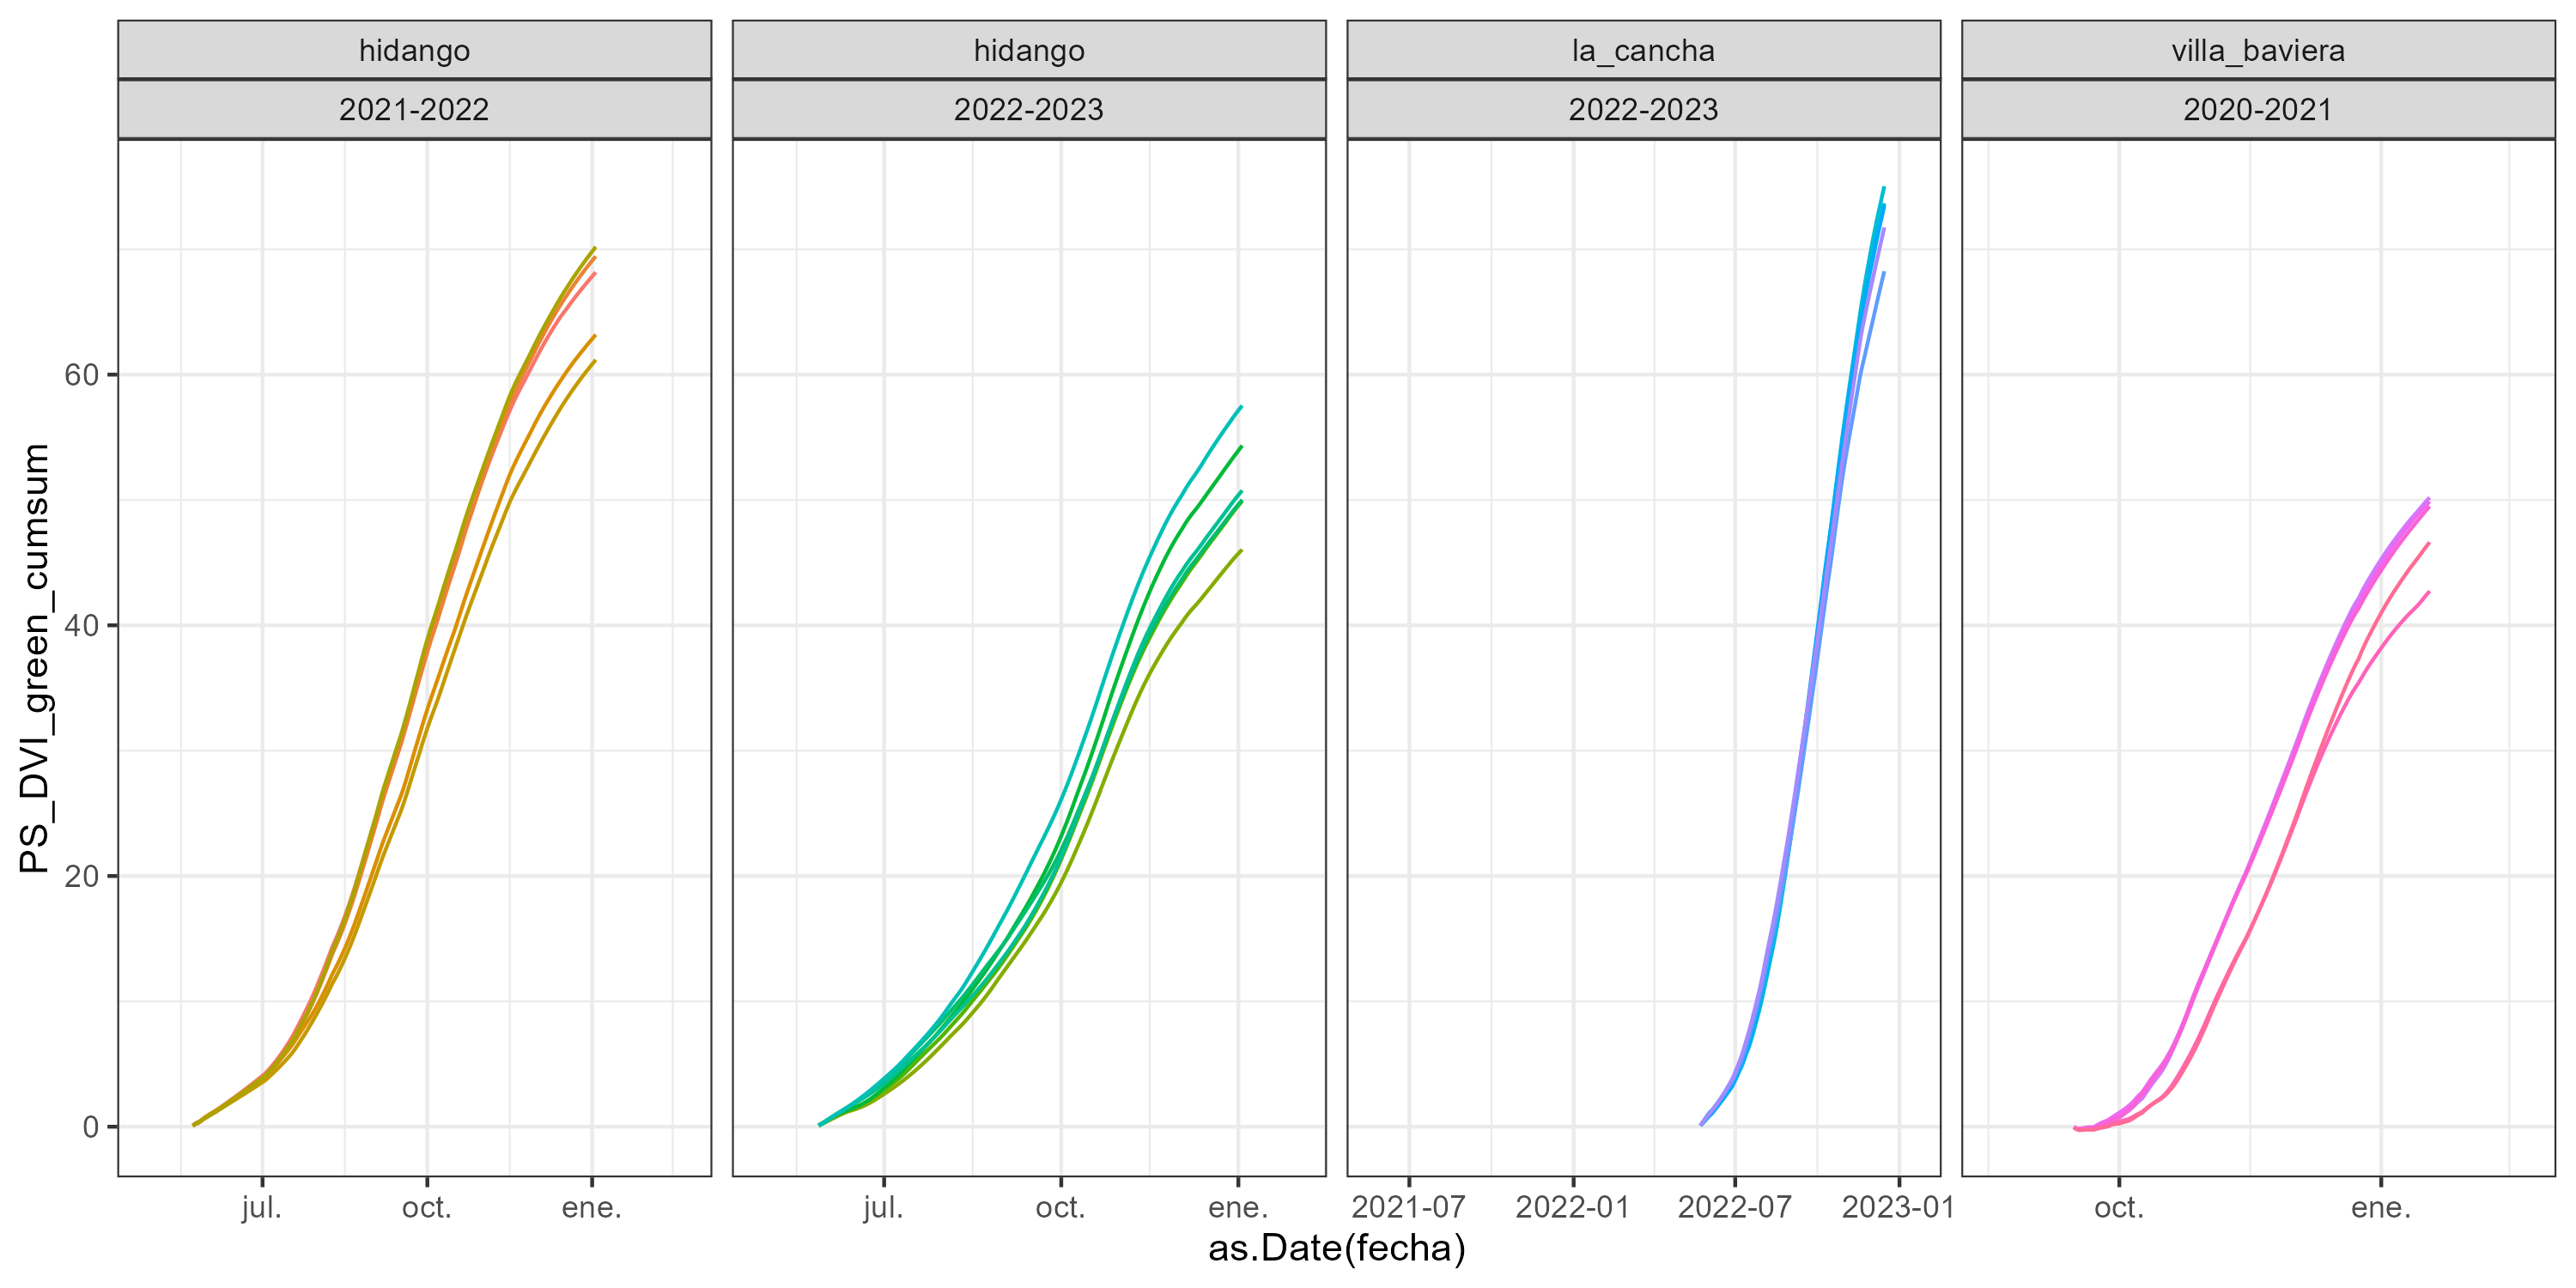 hidango
hidango
la_cancha
villa_baviera
2021-2022
2022-2023
2022-2023
2020-2021
PS_DVI_green_cumsum
60
40
20
0
jul.
oct.
ene.
jul.
oct.
ene.
2021-07
2022-01
2022-07
2023-01
oct.
ene.
as.Date(fecha)